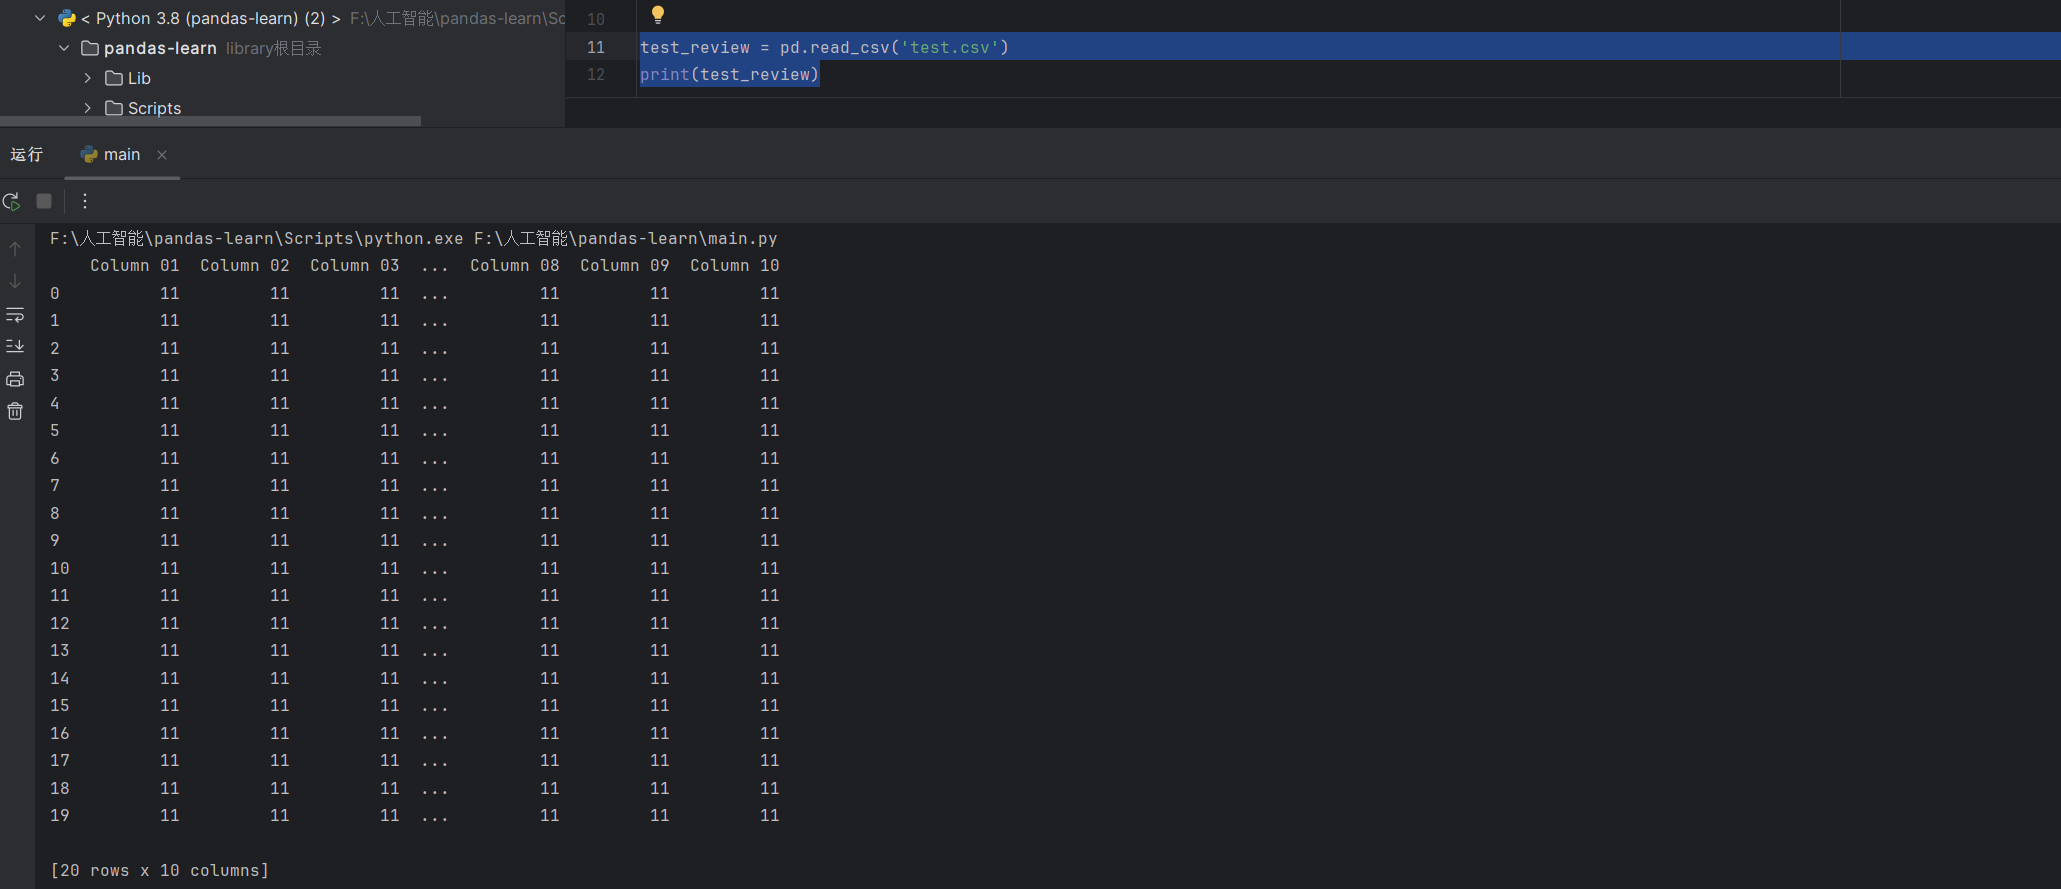 < Python 3.8 (pandas-learn) (2) > F:\人工智能\pandas-learn\Sc
pandas-learn library根目录
Lib
Scripts
10
11 test_review = pd.read_csv('test.csv')
12 print(test_review)
运行 main
F:\人工智能\pandas-learn\Scripts\python.exe F:\人工智能\pandas-learn\main.py
Column 01 Column 02 Column 03 ... Column 08 Column 09 Column 10
0 11 11 11 ... 11 11 11
1 11 11 11 ... 11 11 11
2 11 11 11 ... 11 11 11
3 11 11 11 ... 11 11 11
4 11 11 11 ... 11 11 11
5 11 11 11 ... 11 11 11
6 11 11 11 ... 11 11 11
7 11 11 11 ... 11 11 11
8 11 11 11 ... 11 11 11
9 11 11 11 ... 11 11 11
10 11 11 11 ... 11 11 11
11 11 11 11 ... 11 11 11
12 11 11 11 ... 11 11 11
13 11 11 11 ... 11 11 11
14 11 11 11 ... 11 11 11
15 11 11 11 ... 11 11 11
16 11 11 11 ... 11 11 11
17 11 11 11 ... 11 11 11
18 11 11 11 ... 11 11 11
19 11 11 11 ... 11 11 11
[20 rows x 10 columns]